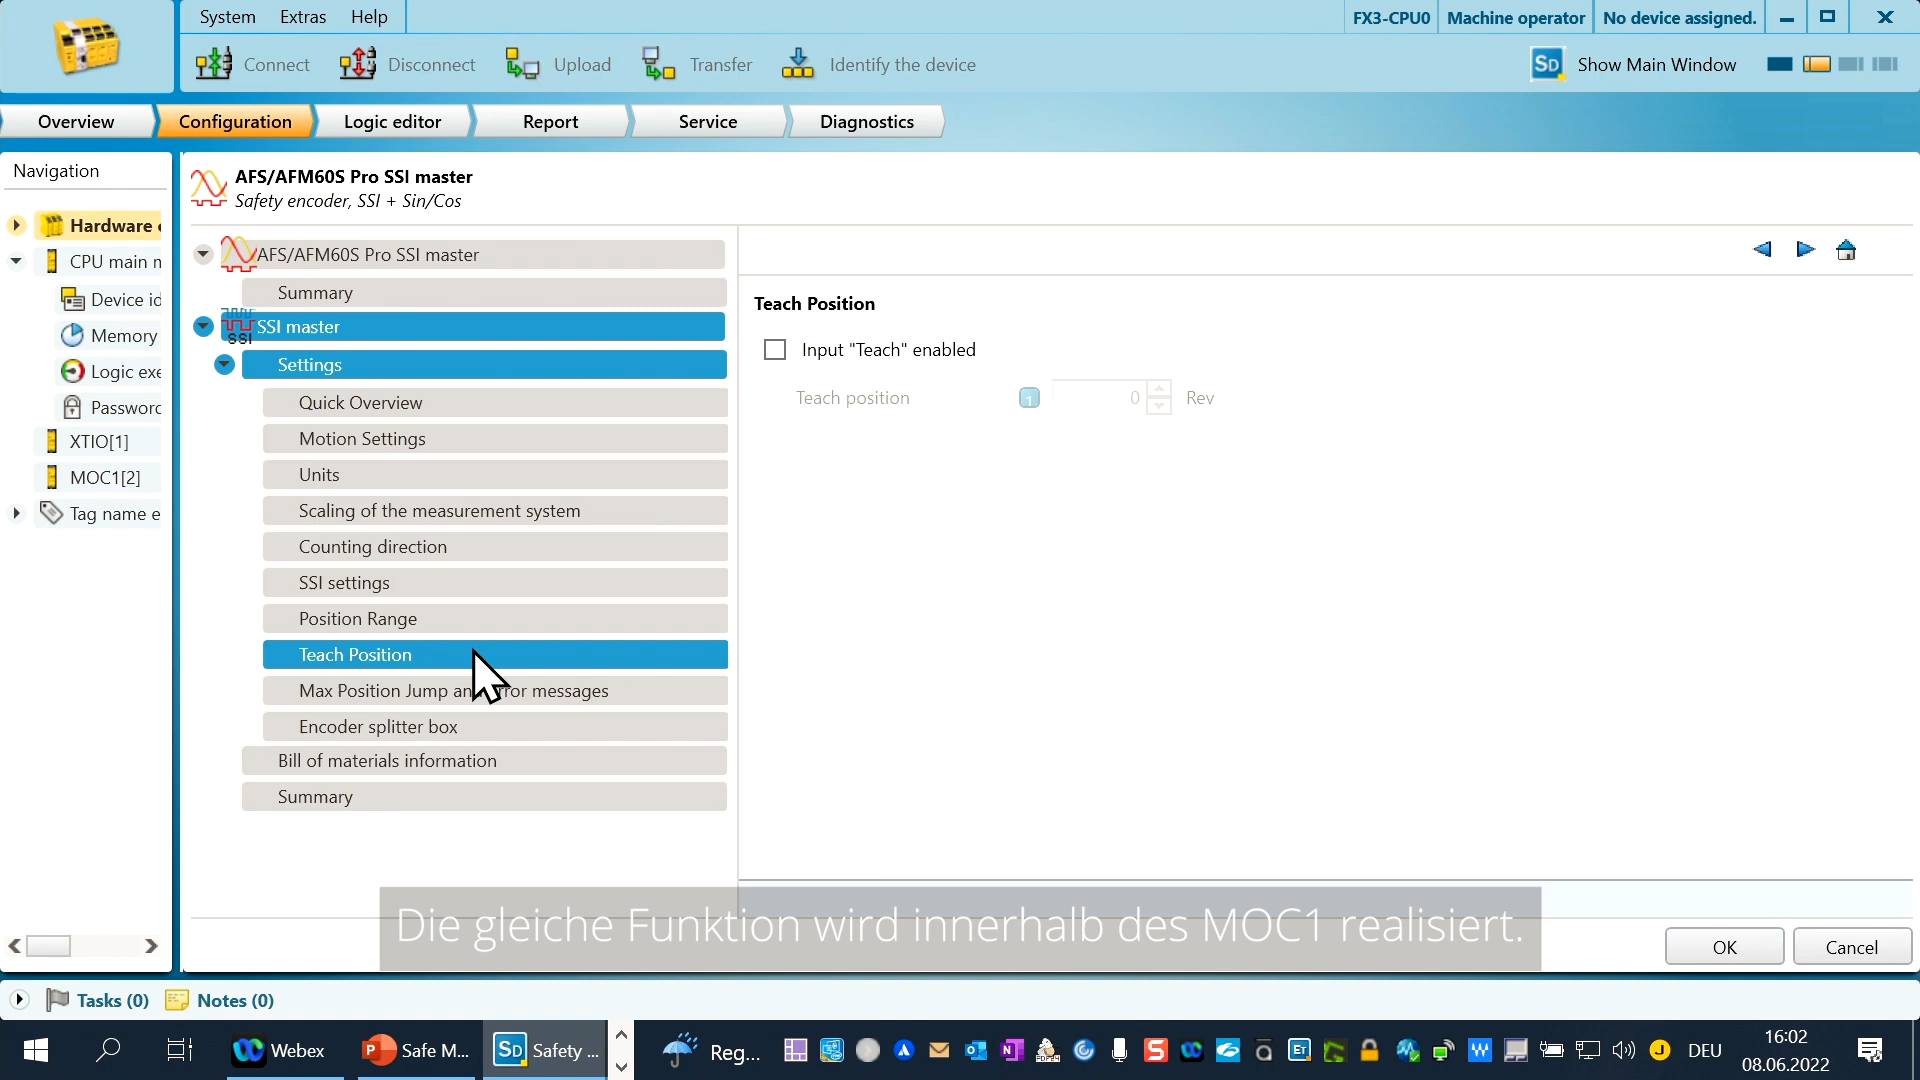 System Extras Help
FX3-CPU0 Machine operator No device assigned.
Connect Disconnect Upload Transfer Identify the device
SD Show Main Window
Overview Configuration Logic editor Report Service Diagnostics
Navigation
Hardware
CPU main
Device id
Memory
Logic exe
Password
XTIO[1]
MOC1[2]
Tag name e
AFS/AFM60S Pro SSI master
Safety encoder, SSI + Sin/Cos
AFS/AFM60S Pro SSI master
Summary
SSI master
SSI
Settings
Quick Overview
Motion Settings
Units
Scaling of the measurement system
Counting direction
SSI settings
Position Range
Teach Position
Max Position Jump an ror messages
Encoder splitter box
Bill of materials information
Summary
Teach Position
Input "Teach" enabled
Teach position 1 0 Rev
Die gleiche Funktion wird innerhalb des MOC1 realisiert.
OK Cancel
Tasks (0) Notes (0)
Webex
Safe M...
SD Safety ...
Reg...
DEU
16:02
08.06.2022